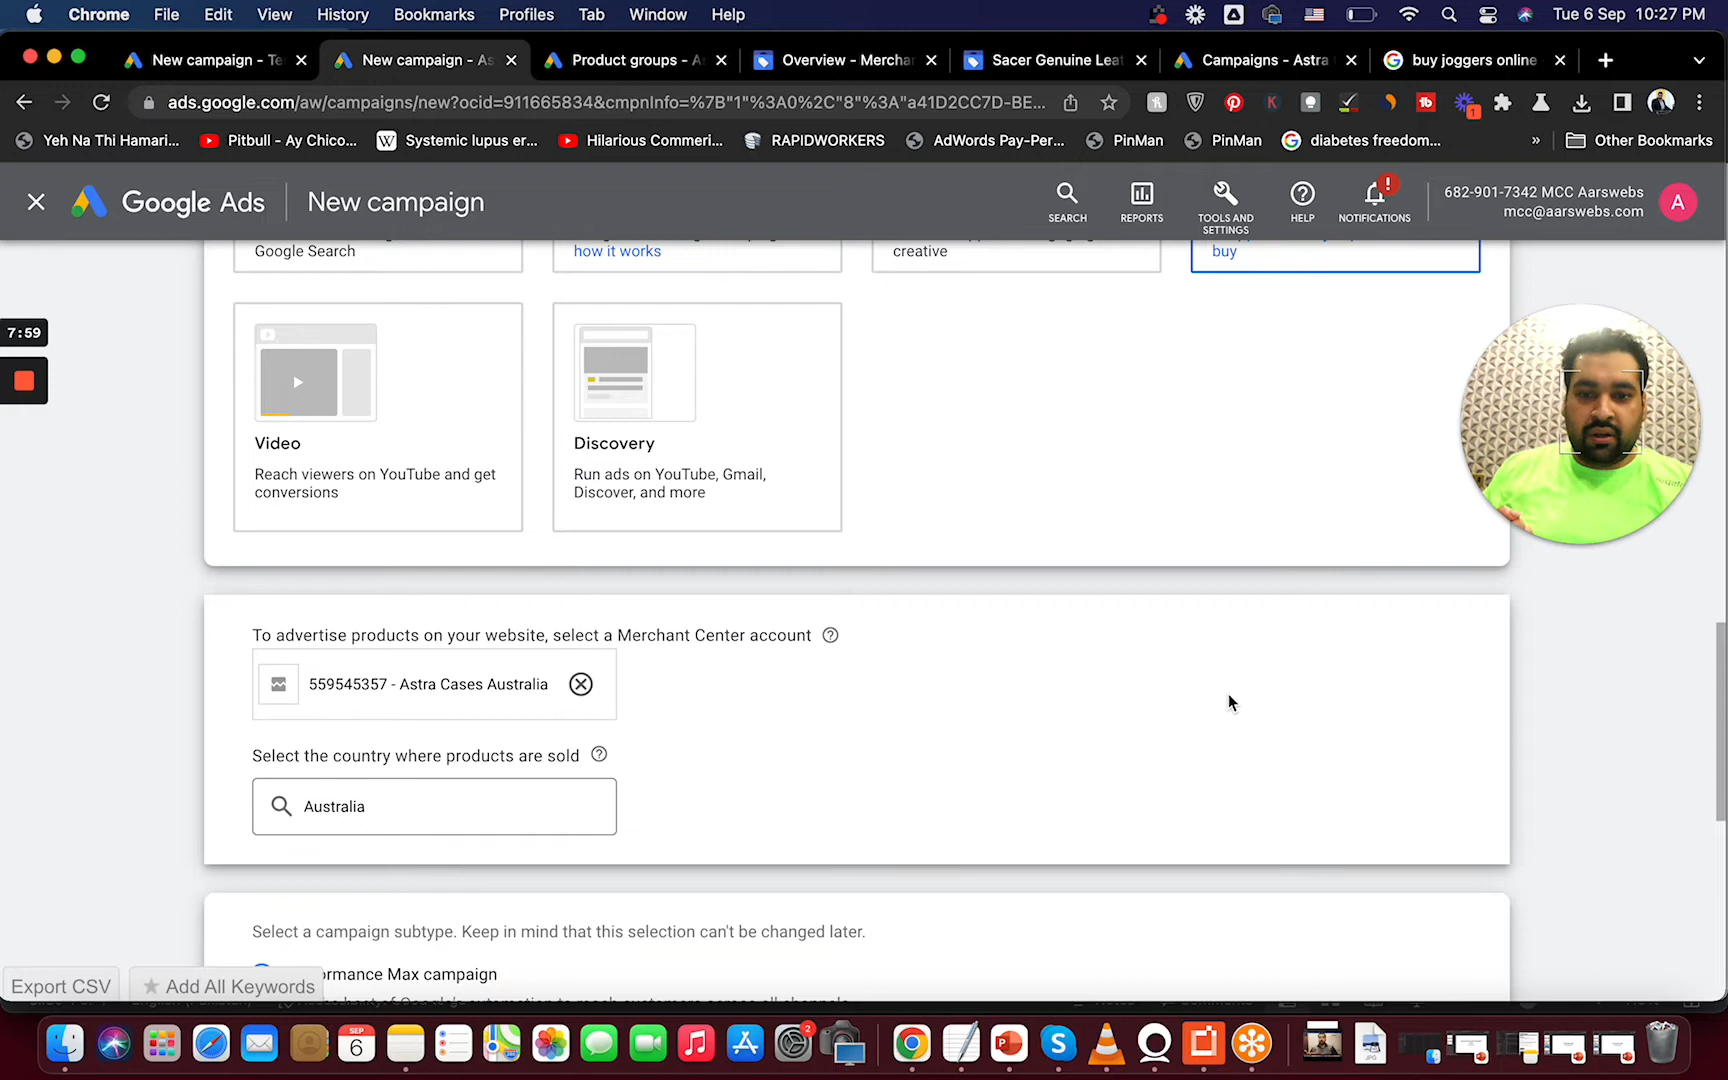 Chrome File Edit View History Bookmarks Profiles Tab Window Help Tue 6 Sep 10:27 PM
New campaign - Te New campaign - As Product groups - A Overview - Merchan Sacer Genuine Leat Campaigns - Astra buy joggers online
ads.google.com/aw/campaigns/new?ocid=911665834&cmpnInfo=%7B"1"%3A0%2C"8"%3A"a41D2CC7D-BE...
Yeh Na Thi Hamari... Pitbull - Ay Chico... Systemic lupus er... Hilarious Commeri... RAPIDWORKERS AdWords Pay-Per... PinMan PinMan diabetes freedom... » Other Bookmarks
Google Ads New campaign
SEARCH REPORTS TOOLS AND SETTINGS HELP NOTIFICATIONS
682-901-7342 MCC Aarswebs
mcc@aarswebs.com
A
Google Search how it works creative buy
7:59
Video
Reach viewers on YouTube and get
conversions
Discovery
Run ads on YouTube, Gmail,
Discover, and more
To advertise products on your website, select a Merchant Center account
559545357 - Astra Cases Australia
Select the country where products are sold
Australia
Select a campaign subtype. Keep in mind that this selection can't be changed later.
ormance Max campaign
Export CSV Add All Keywords
SEP
6
2